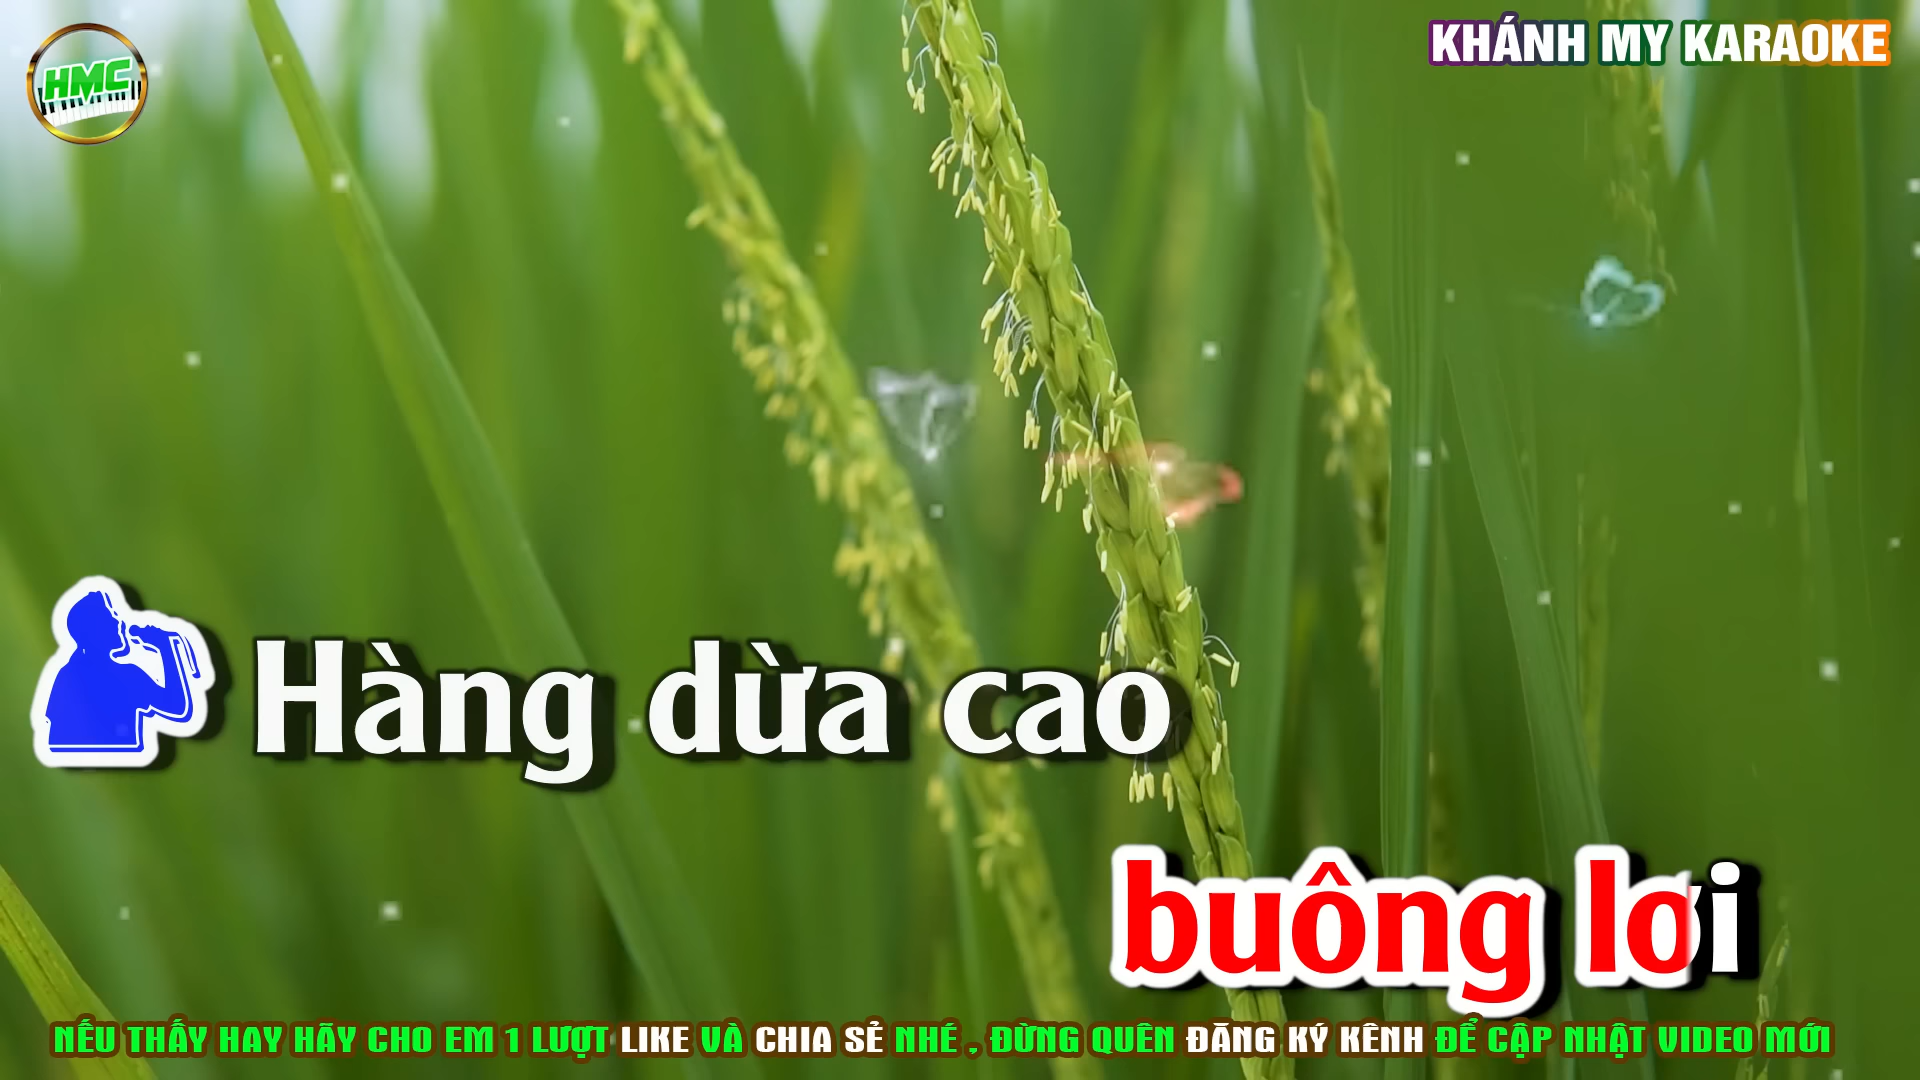 HMC
KHÁNH MY KARAOKE
Hàng dừa cao
buông lơi
NẾU THẤY HAY HÃY CHO EM 1 LƯỢT LIKE VÀ CHIA SẺ NHÉ , ĐỪNG QUÊN ĐĂNG KÝ KÊNH ĐỂ CẬP NHẬT VIDEO MỚI